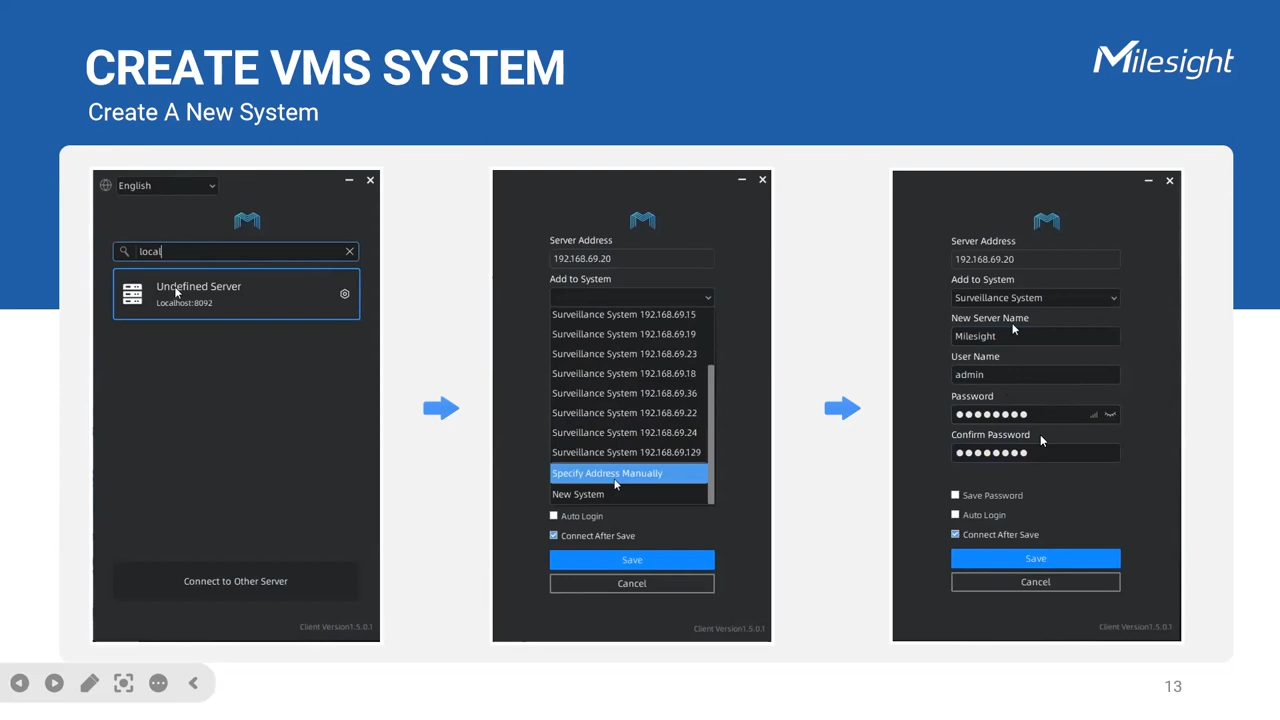 CREATE VMS SYSTEM
Create A New System
Milesight
English
local
Undefined Server
Localhost:8092
Connect to Other Server
Client Version1.5.0.1
Server Address
192.168.69.20
Add to System
Surveillance System 192.168.69.15
Surveillance System 192.168.69.19
Surveillance System 192.168.69.23
Surveillance System 192.168.69.18
Surveillance System 192.168.69.36
Surveillance System 192.168.69.22
Surveillance System 192.168.69.24
Surveillance System 192.168.69.129
Specify Address Manually
New System
Auto Login
Connect After Save
Save
Cancel
Client Version1.5.0.1
Server Address
192.168.69.20
Add to System
Surveillance System
New Server Name
Milesight
User Name
admin
Password
Confirm Password
Save Password
Auto Login
Connect After Save
Save
Cancel
Client Version1.5.0.1
13